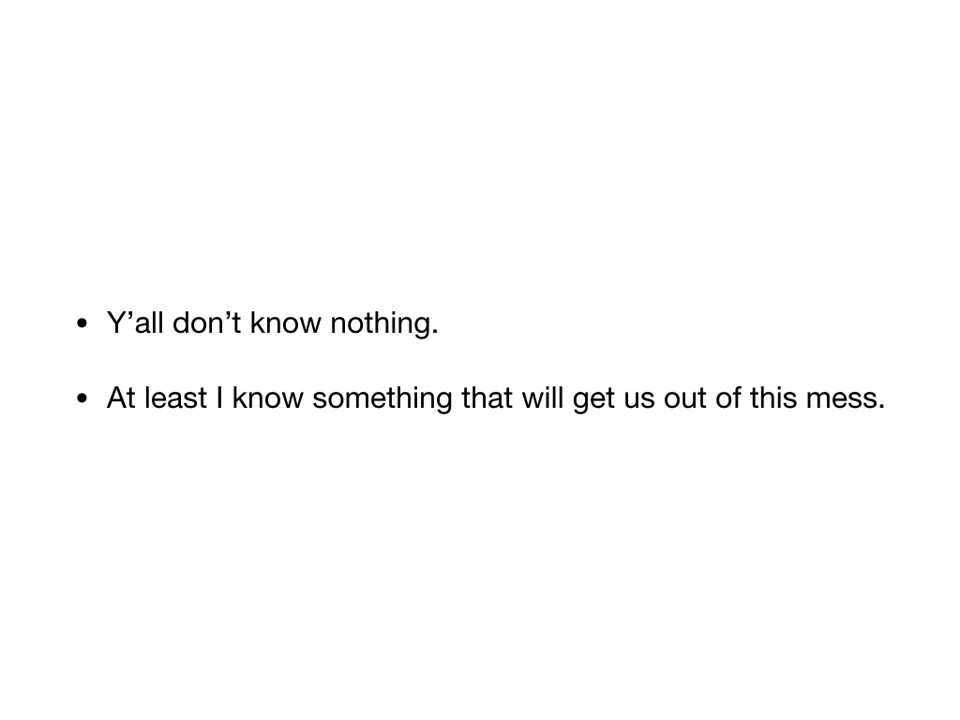 • Y’all don’t know nothing.
• At least I know something that will get us out of this mess.